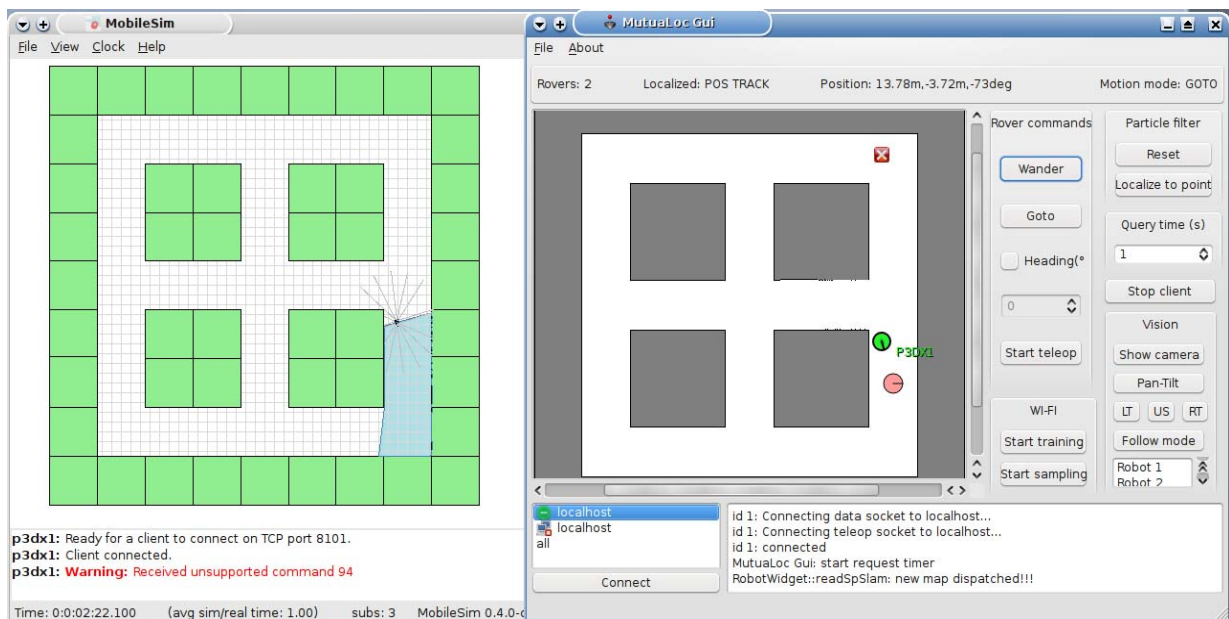 MobileSim
File View Clock Help
p3dx1: Ready for a client to connect on TCP port 8101.
p3dx1: Client connected.
p3dx1: Warning: Received unsupported command 94
Time: 0:0:02:22.100 (avg sim/real time: 1.00) subs: 3 MobileSim 0.4.0-c
MutuaLoc Gui
File About
Rovers: 2 Localized: POS TRACK Position: 13.78m,-3.72m,-73deg Motion mode: GOTO
P3DX1
Rover commands
Wander
Goto
Heading(°
0
Start teleop
WI-FI
Start training
Start sampling
Particle filter
Reset
Localize to point
Query time (s)
1
Stop client
Vision
Show camera
Pan-Tilt
LT US RT
Follow mode
Robot 1
Robot 2
localhost
localhost
all
Connect
id 1: Connecting data socket to localhost...
id 1: Connecting teleop socket to localhost...
id 1: connected
MutuaLoc Gui: start request timer
RobotWidget::readSpSlam: new map dispatched!!!